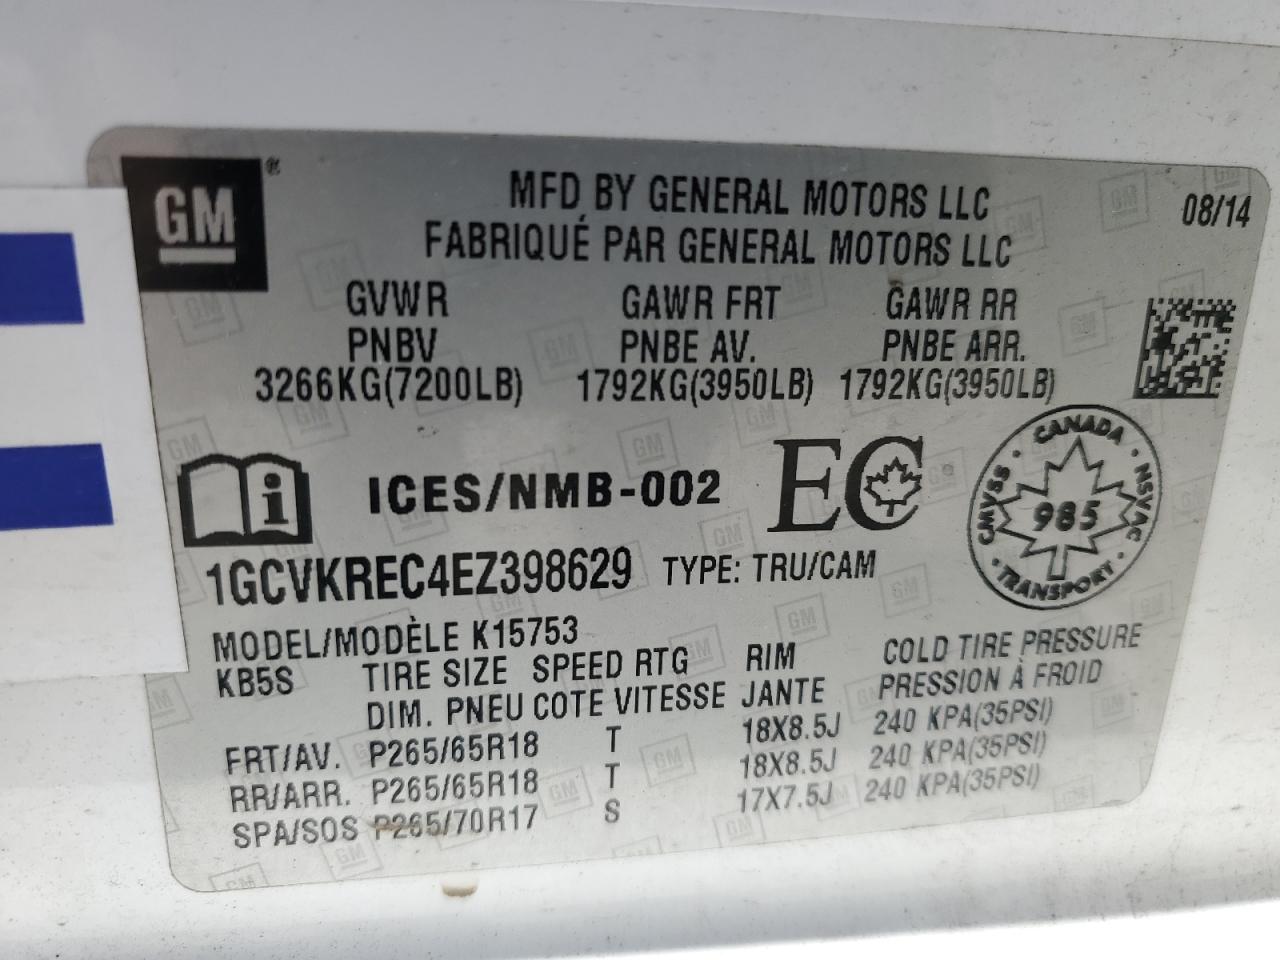 GM®
MFD BY GENERAL MOTORS LLC
08/14
FABRIQUÉ PAR GENERAL MOTORS LLC
GVWR GAWR FRT GAWR RR
PNBV PNBE AV. PNBE ARR.
3266KG(7200LB) 1792KG(3950LB) 1792KG(3950LB)
i ICES/NMB-002 EC
CANADA
CMVSS · NSVAC
985
· TRANSPORT ·
1GCVKREC4EZ398629 TYPE: TRU/CAM
MODEL/MODÈLE K15753
KB5S TIRE SIZE SPEED RTG RIM COLD TIRE PRESSURE
DIM. PNEU COTE VITESSE JANTE PRESSION À FROID
FRT/AV. P265/65R18 T 18X8.5J 240 KPA(35PSI)
RR/ARR. P265/65R18 T 18X8.5J 240 KPA(35PSI)
SPA/SOS P265/70R17 S 17X7.5J 240 KPA(35PSI)